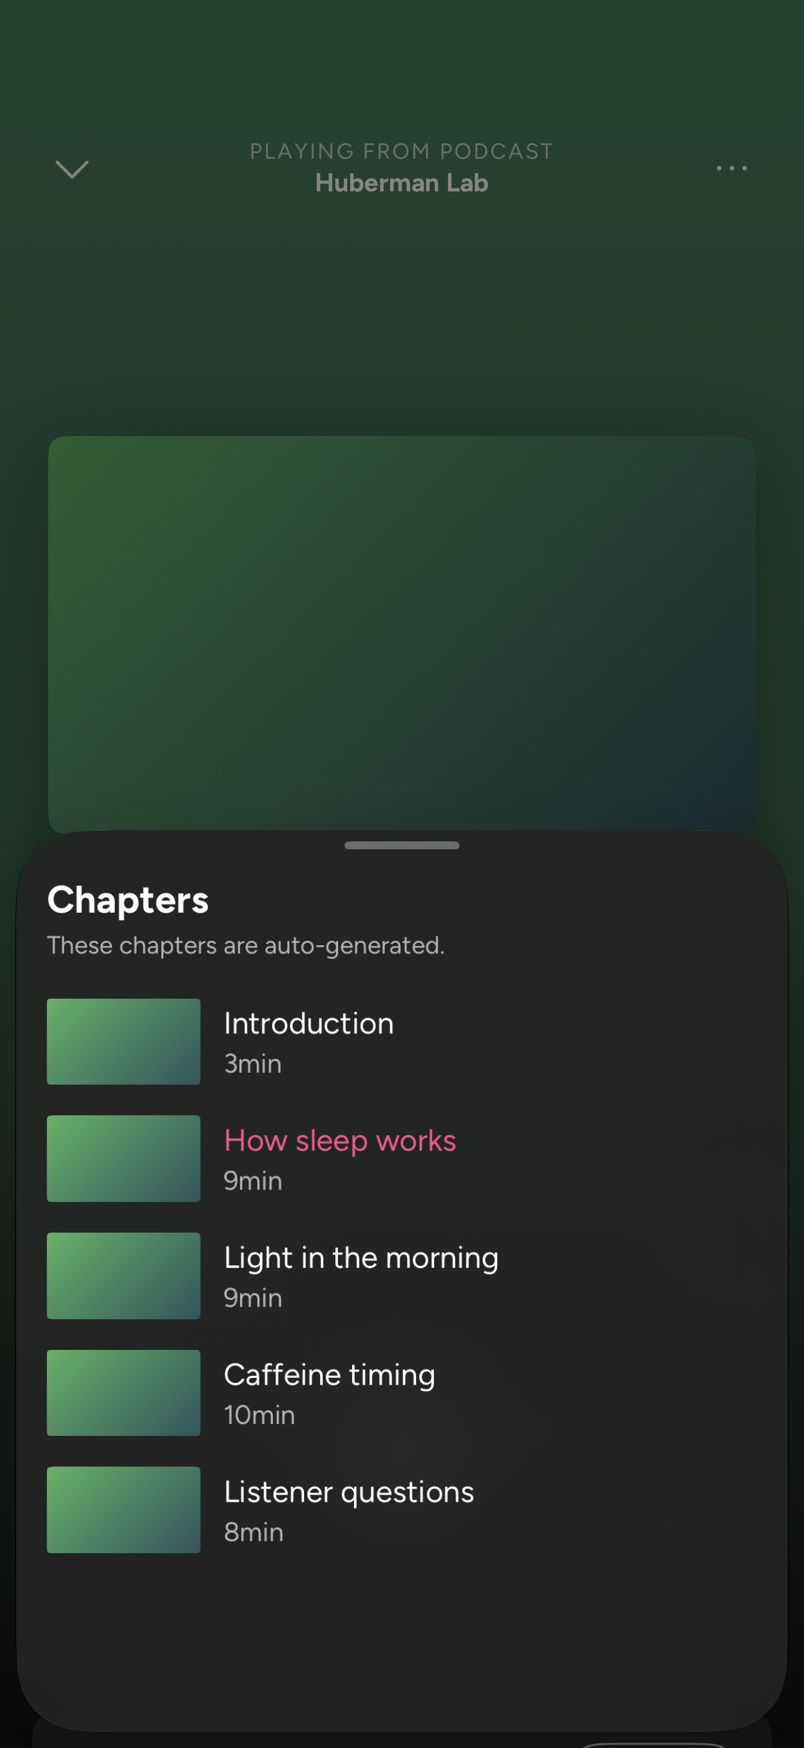 PLAYING FROM PODCAST
Huberman Lab
Chapters
These chapters are auto-generated.
Introduction
3min
How sleep works
9min
Light in the morning
9min
Caffeine timing
10min
Listener questions
8min